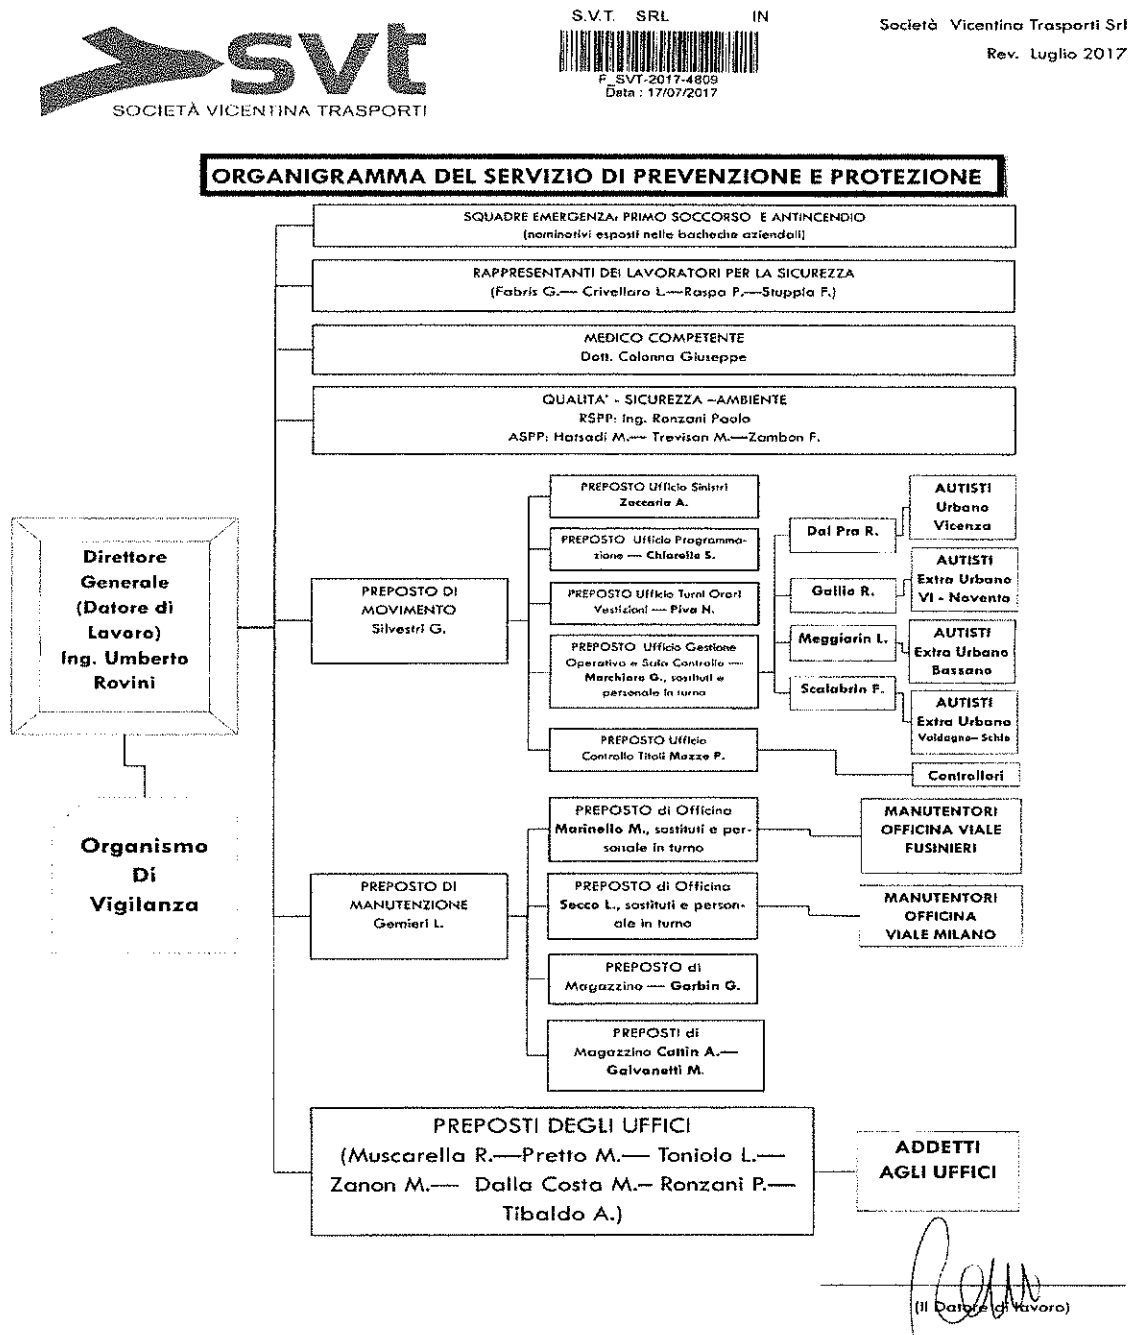 svt
SOCIETÀ VICENTINA TRASPORTI
S.V.T. SRL IN
F_SVT-2017-4809
Data : 17/07/2017
Società Vicentina Trasporti Srl
Rev. Luglio 2017
ORGANIGRAMMA DEL SERVIZIO DI PREVENZIONE E PROTEZIONE
SQUADRE EMERGENZA: PRIMO SOCCORSO E ANTINCENDIO
(nominativi esposti nelle bacheche aziendali)
RAPPRESENTANTI DEI LAVORATORI PER LA SICUREZZA
(Fabris G.— Crivellaro L.—Raspa P.—Stuppia F.)
MEDICO COMPETENTE
Dott. Colonna Giuseppe
QUALITA' - SICUREZZA –AMBIENTE
RSPP: Ing. Ronzani Paolo
ASPP: Harsadi M.— Trevisan M.—Zambon F.
Direttore
Generale
(Datore di
Lavoro)
Ing. Umberto
Rovini
Organismo
Di
Vigilanza
PREPOSTO DI
MOVIMENTO
Silvestri G.
PREPOSTO Ufficio Sinistri
Zaccaria A.
PREPOSTO Ufficio Programma-
zione — Chiarello S.
PREPOSTO Ufficio Turni Orari
Vestizioni — Piva N.
PREPOSTO Ufficio Gestione
Operativa e Sala Controllo —
Marchioro G., sostituti e
personale in turno
PREPOSTO Ufficio
Controllo Titoli Mazzo P.
Dal Pra R.
Gallio R.
Meggiarin L.
Scalabrin F.
AUTISTI
Urbano
Vicenza
AUTISTI
Extra Urbano
VI - Noventa
AUTISTI
Extra Urbano
Bassano
AUTISTI
Extra Urbano
Valdagno– Schio
Controllori
PREPOSTO DI
MANUTENZIONE
Gemieri L.
PREPOSTO di Officina
Marinello M., sostituti e per-
sonale in turno
PREPOSTO di Officina
Secco L., sostituti e person-
ale in turno
PREPOSTO di
Magazzino — Garbin G.
PREPOSTI di
Magazzino Cattin A.—
Galvanetti M.
MANUTENTORI
OFFICINA VIALE
FUSINIERI
MANUTENTORI
OFFICINA
VIALE MILANO
PREPOSTI DEGLI UFFICI
(Muscarella R.—Pretto M.— Toniolo L.—
Zanon M.— Dalla Costa M.– Ronzani P.—
Tibaldo A.)
ADDETTI
AGLI UFFICI
(Il Datore di lavoro)